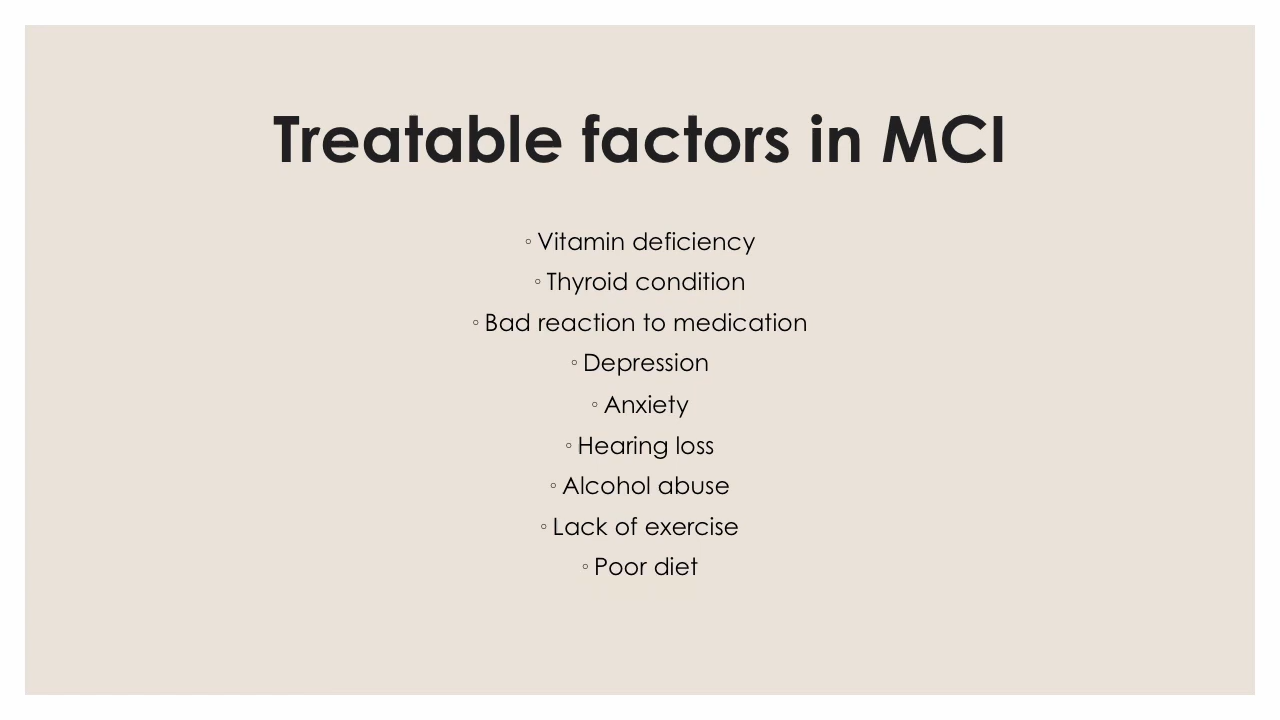 Treatable factors in MCI
◦ Vitamin deficiency
◦ Thyroid condition
◦ Bad reaction to medication
◦ Depression
◦ Anxiety
◦ Hearing loss
◦ Alcohol abuse
◦ Lack of exercise
◦ Poor diet